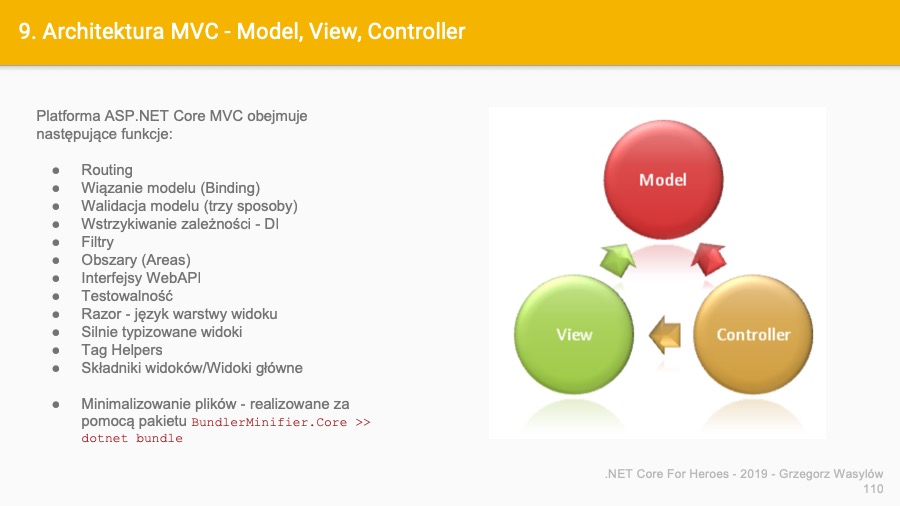 9. Architektura MVC - Model, View, Controller
Platforma ASP.NET Core MVC obejmuje
następujące funkcje:
● Routing
● Wiązanie modelu (Binding)
● Walidacja modelu (trzy sposoby)
● Wstrzykiwanie zależności - DI
● Filtry
● Obszary (Areas)
● Interfejsy WebAPI
● Testowalność
● Razor - język warstwy widoku
● Silnie typizowane widoki
● Tag Helpers
● Składniki widoków/Widoki główne
● Minimalizowanie plików - realizowane za
pomocą pakietu BundlerMinifier.Core >>
dotnet bundle
Model
View
Controller
.NET Core For Heroes - 2019 - Grzegorz Wasylów
110